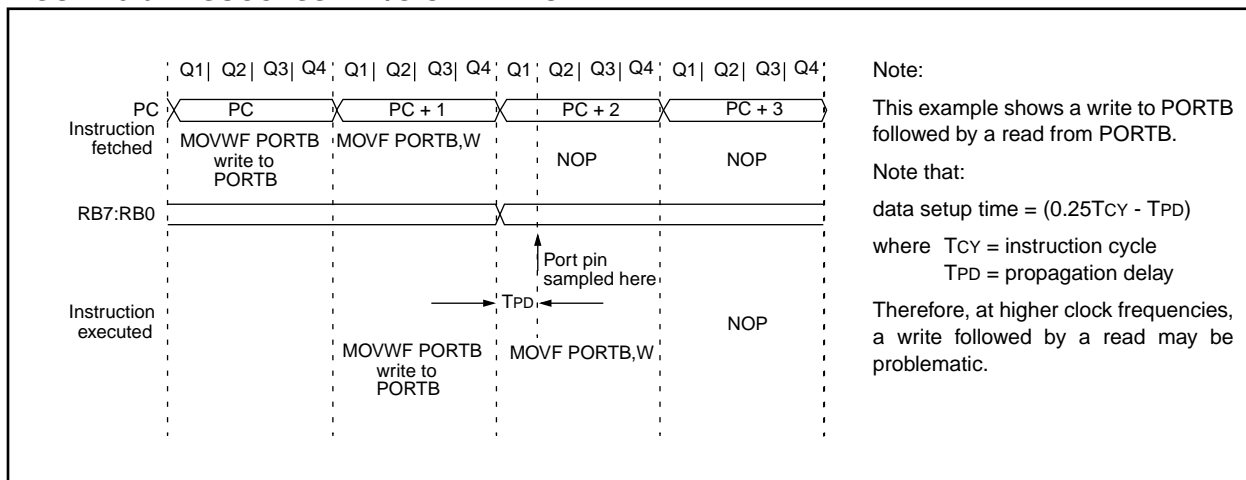 Q1| Q2| Q3| Q4 Q1| Q2| Q3| Q4 Q1| Q2| Q3| Q4 Q1| Q2| Q3| Q4
PC PC PC + 1 PC + 2 PC + 3
Instruction
fetched
MOVWF PORTB
write to
PORTB
MOVF PORTB,W
NOP
NOP
RB7:RB0
Port pin
sampled here
TPD
Instruction
executed
MOVWF PORTB
write to
PORTB
MOVF PORTB,W
NOP
Note:
This example shows a write to PORTB
followed by a read from PORTB.
Note that:
data setup time = (0.25TCY - TPD)
where TCY = instruction cycle
TPD = propagation delay
Therefore, at higher clock frequencies,
a write followed by a read may be
problematic.